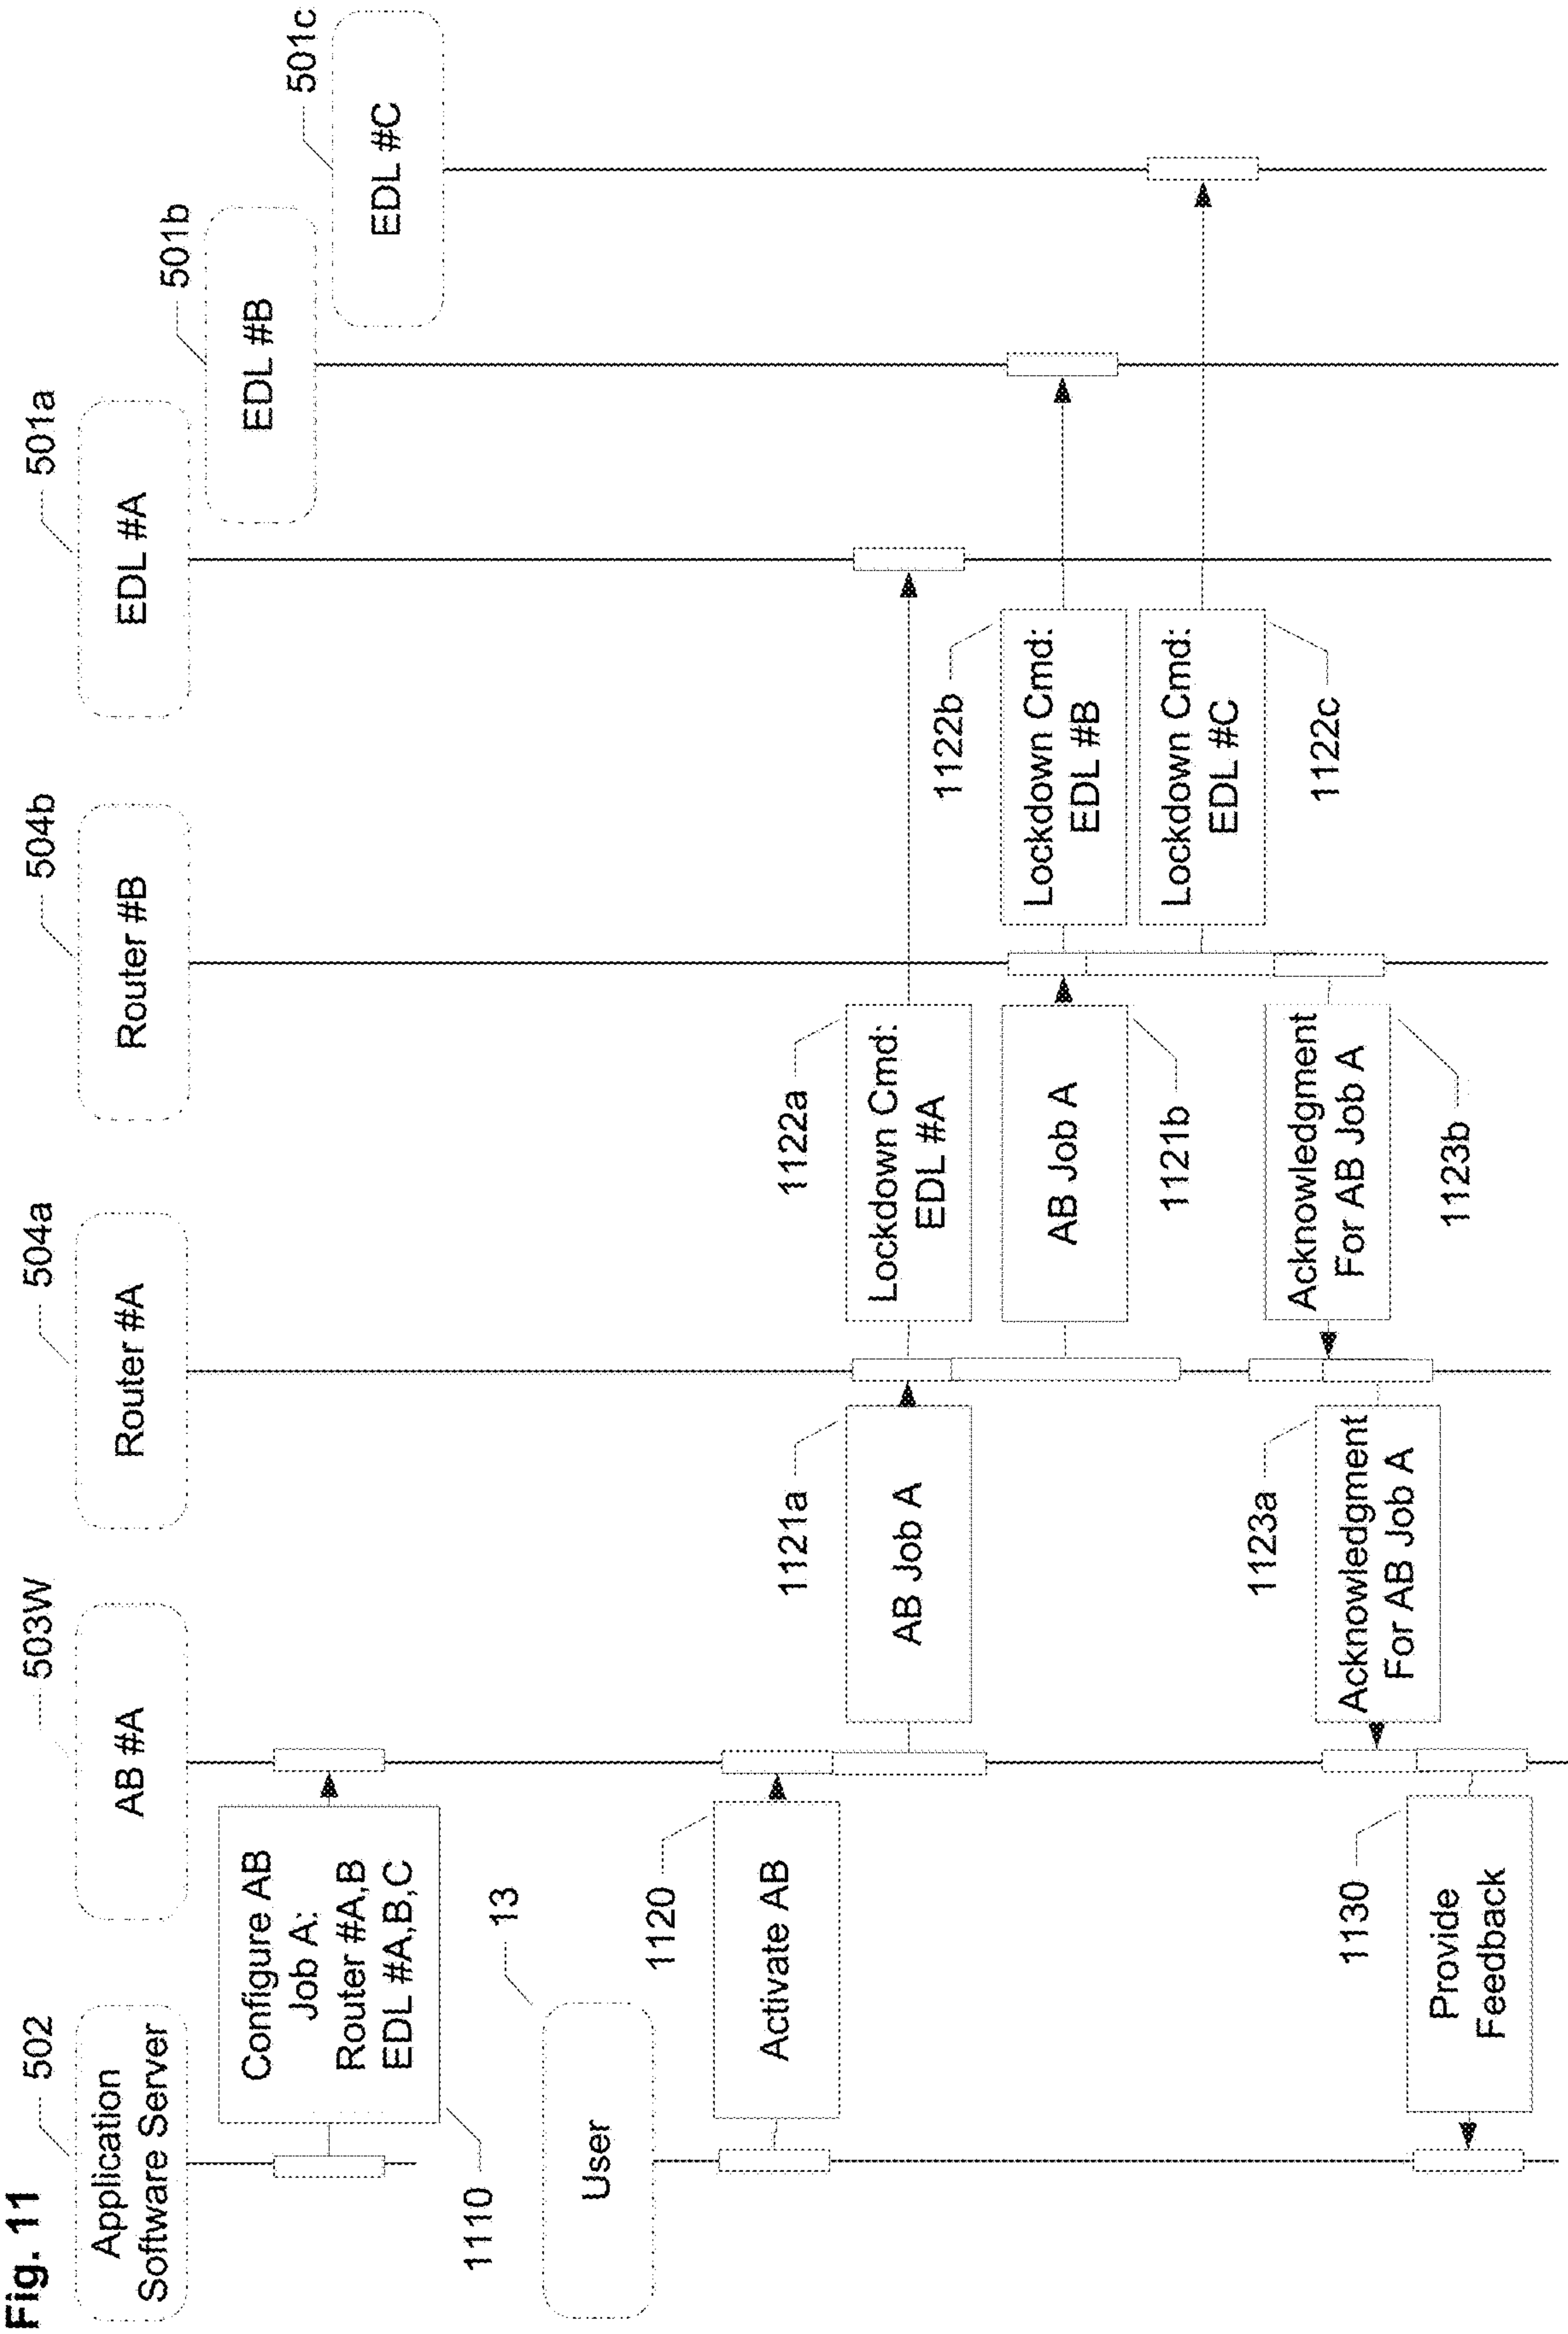 Fig. 11
502
Application
Software Server
503W
AB #A
504a
Router #A
504b
Router #B
501a
EDL #A
501b
EDL #B
501c
EDL #C
Configure AB
Job A:
Router #A,B
EDL #A,B,C
1110
13
User
1120
Activate AB
1121a
AB Job A
1122a
Lockdown Cmd:
EDL #A
1121b
AB Job A
1122b
Lockdown Cmd:
EDL #B
Lockdown Cmd:
EDL #C
1122c
Acknowledgment
For AB Job A
1123b
1123a
Acknowledgment
For AB Job A
1130
Provide
Feedback